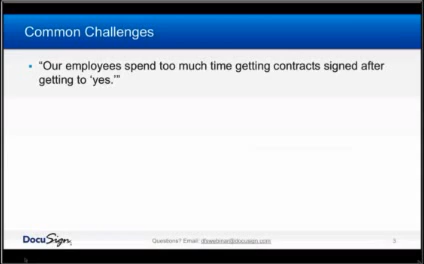 Common Challenges
• “Our employees spend too much time getting contracts signed after
getting to ‘yes.’”
DocuSign
Questions? Email:
3